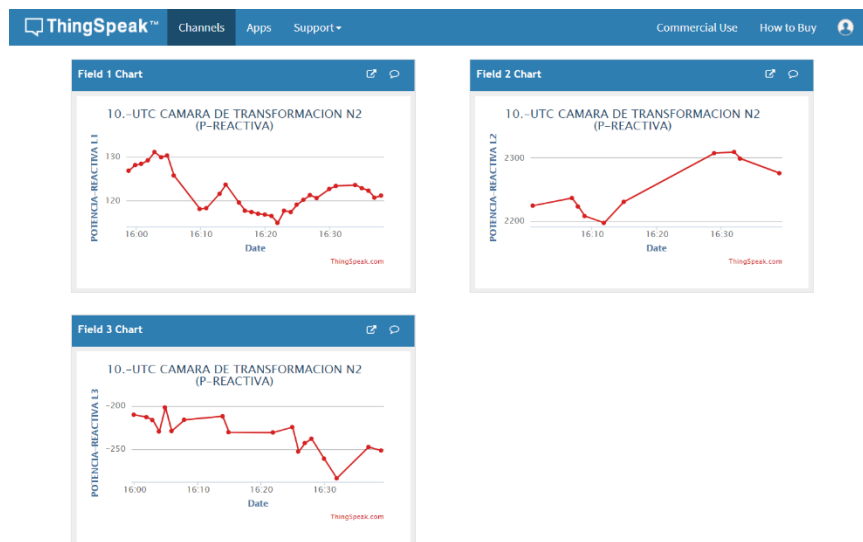 ThingSpeak™ Channels Apps Support Commercial Use How to Buy
Field 1 Chart
10.-UTC CAMARA DE TRANSFORMACION N2
(P-REACTIVA)
POTENCIA-REACTIVA L1
130
120
16:00 16:10 16:20 16:30
Date
ThingSpeak.com
Field 2 Chart
10.-UTC CAMARA DE TRANSFORMACION N2
(P-REACTIVA)
POTENCIA-REACTIVA L2
2300
2200
16:10 16:20 16:30
Date
ThingSpeak.com
Field 3 Chart
10.-UTC CAMARA DE TRANSFORMACION N2
(P-REACTIVA)
POTENCIA-REACTIVA L3
-200
-250
16:00 16:10 16:20 16:30
Date
ThingSpeak.com